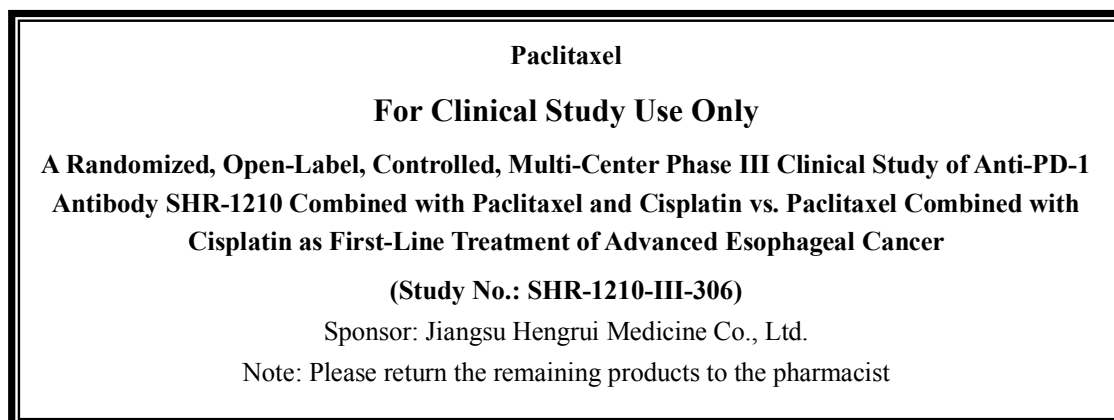 Paclitaxel
For Clinical Study Use Only
A Randomized, Open-Label, Controlled, Multi-Center Phase III Clinical Study of Anti-PD-1
Antibody SHR-1210 Combined with Paclitaxel and Cisplatin vs. Paclitaxel Combined with
Cisplatin as First-Line Treatment of Advanced Esophageal Cancer
(Study No.: SHR-1210-III-306)
Sponsor: Jiangsu Hengrui Medicine Co., Ltd.
Note: Please return the remaining products to the pharmacist